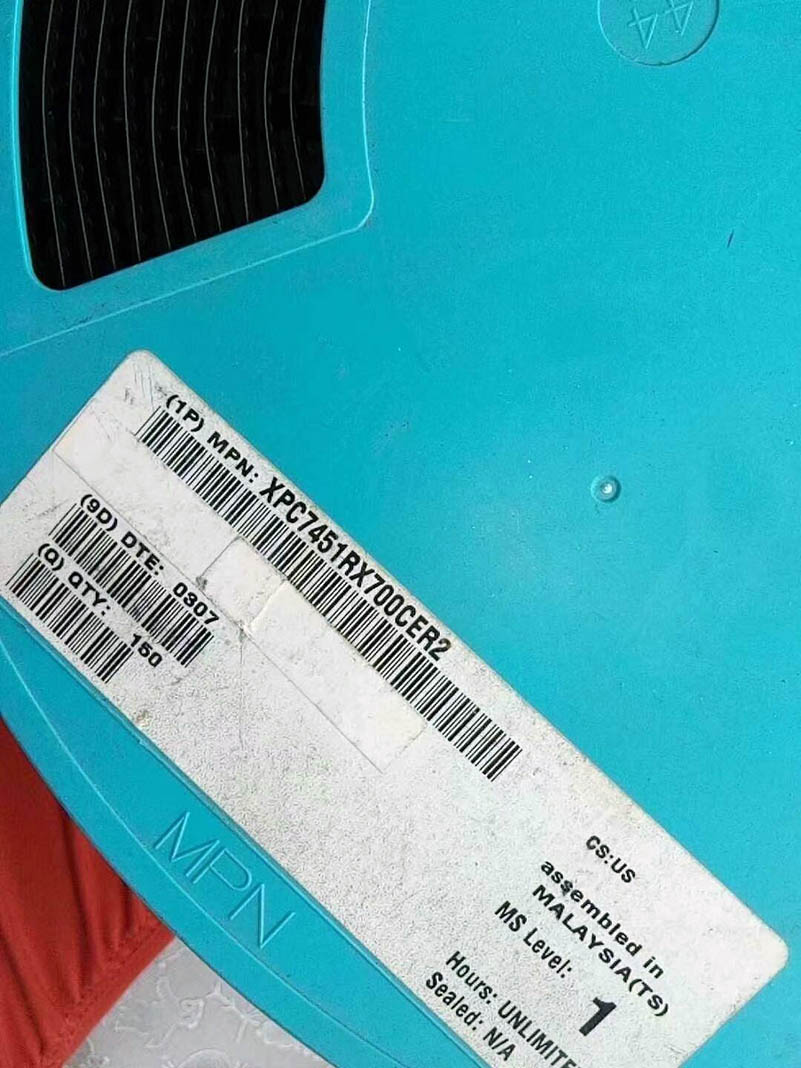 44
(1P) MPN: XPC7451RX700CER2
(9D) DTE: 0307
(Q) QTY: 150
CS:US
assembled in
MALAYSIA(TS)
MS Level: 1
Hours: UNLIMITE
Sealed: N/A
MPN